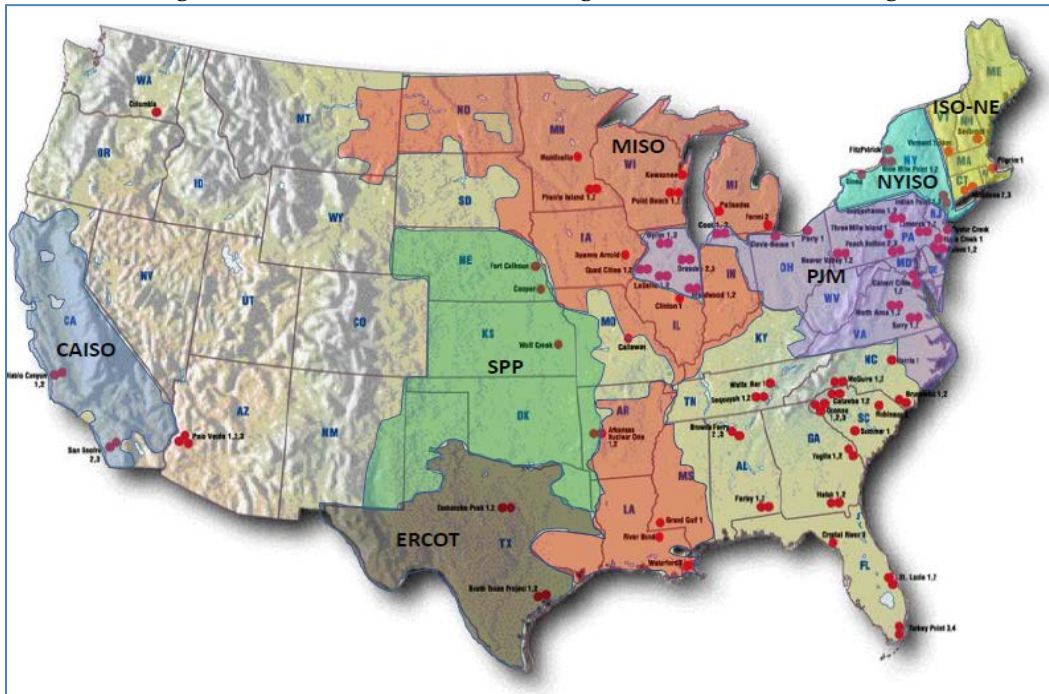 WA
Columbia
OR
MT
ID
WY
NV
UT
CO
CA
CAISO
Diablo Canyon
1,2
San Onofre
2,3
AZ
Palo Verde 1,2,3
NM
ND
SD
MN
Monticello
Prairie Island 1,2
MISO
WI
Kewaunee
Point Beach 1,2
MI
Palisades
Fermi 2
Cook 1,2
IA
Duane Arnold
NE
Fort Calhoun
Cooper
KS
Wolf Creek
SPP
OK
MO
Callaway
Byron 1,2
Quad Cities 1,2
Dresden 2,3
LaSalle 1,2
Braidwood 1,2
Clinton 1
IL
IN
AR
Arkansas
Nuclear One
1,2
ERCOT
TX
Comanche Peak 1,2
South Texas Project 1,2
LA
MS
Grand Gulf 1
River Bend
Waterford 3
KY
TN
Watts Bar 1
Sequoyah 1,2
Browns Ferry
AL
Farley 1,2
GA
Hatch 1,2
Vogtle 1,2
FL
Crystal River 3
St. Lucie 1,2
Turkey Point 3,4
NC
Harris 1
McGuire 1,2
Catawba 1,2
Oconee
1,2,3
Brunswick 1,2
Robinson 2
SC
Summer 1
PJM
OH
Davis-Besse 1
Perry 1
WV
VA
North Anna 1,2
Surry 1,2
PA
Beaver Valley 1,2
Susquehanna 1,2
Three Mile Island 1
Limerick 1,2
Peach Bottom 2,3
MD
Calvert Cliffs
1,2
DE
NJ
Oyster Creek
Hope Creek 1
Salem 1,2
NY
NYISO
FitzPatrick
Nine Mile Point 1,2
Ginna
ISO-NE
ME
VT
NH
Seabrook
Vermont Yankee
MA
Pilgrim 1
CT